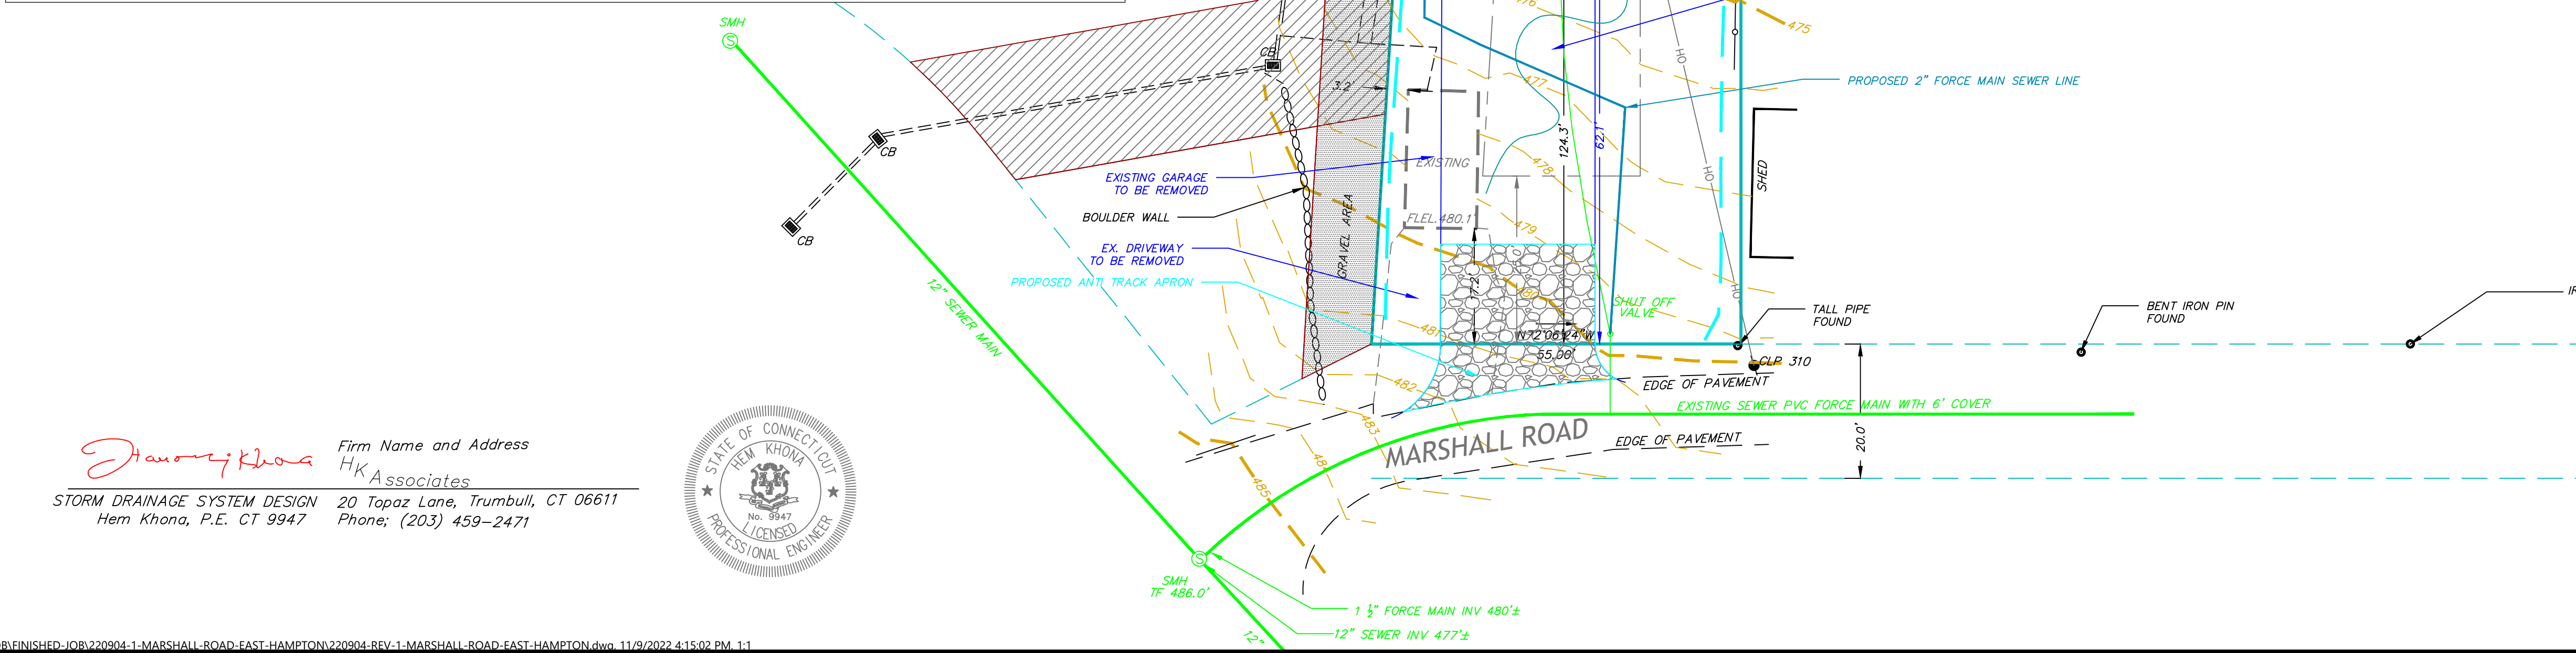 SMH
CB
CB
CB
12" SEWER MAIN
475
477
478
479
481
482
483
485
3.2'
EXISTING
FLEL.480.1'
124.3'
62.1'
17.2'
OH
OH
OH
SHED
PROPOSED 2" FORCE MAIN SEWER LINE
EXISTING GARAGE
TO BE REMOVED
BOULDER WALL
GRAVEL AREA
EX. DRIVEWAY
TO BE REMOVED
PROPOSED ANTI TRACK APRON
SHUT OFF
VALVE
N72°06'24"W
55.00'
TALL PIPE
FOUND
CLP 310
BENT IRON PIN
FOUND
EDGE OF PAVEMENT
EXISTING SEWER PVC FORCE MAIN WITH 6' COVER
MARSHALL ROAD
EDGE OF PAVEMENT
20.0'
SMH
TF 486.0'
1 ½" FORCE MAIN INV 480'±
12" SEWER INV 477'±
12"
Firm Name and Address
HK Associates
STORM DRAINAGE SYSTEM DESIGN
20 Topaz Lane, Trumbull, CT 06611
Hem Khona, P.E. CT 9947
Phone; (203) 459-2471
STATE OF CONNECTICUT
HEM KHONA
No. 9947
LICENSED
PROFESSIONAL ENGINEER
B\FINISHED-JOB\220904-1-MARSHALL-ROAD-EAST-HAMPTON\220904-REV-1-MARSHALL-ROAD-EAST-HAMPTON.dwg, 11/9/2022 4:15:02 PM, 1:1